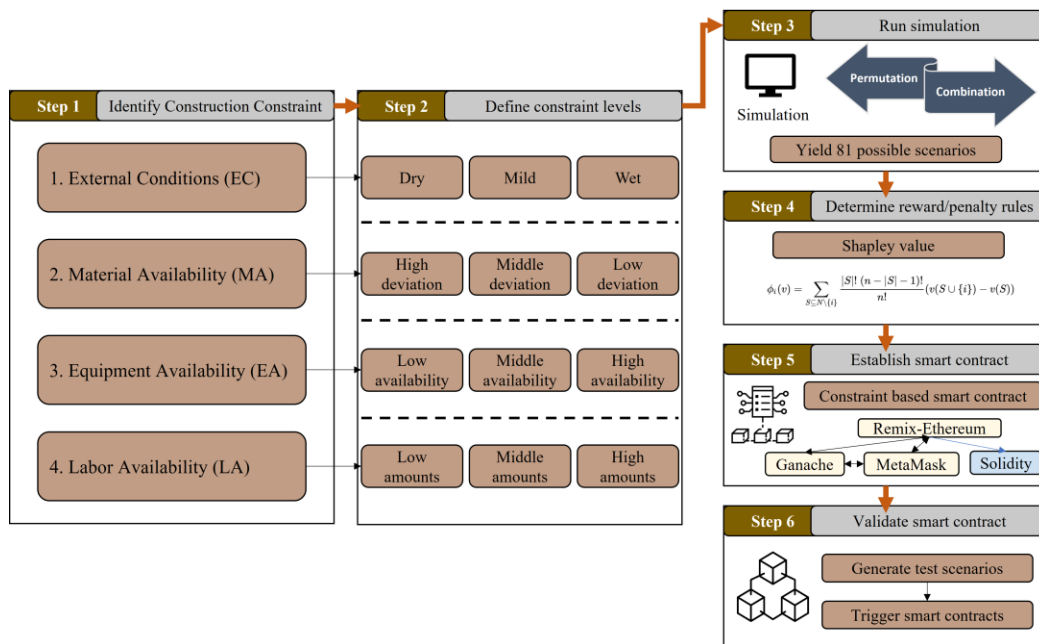 Step 1
Identify Construction Constraint
1. External Conditions (EC)
2. Material Availability (MA)
3. Equipment Availability (EA)
4. Labor Availability (LA)
Step 2
Define constraint levels
Dry
Mild
Wet
High
deviation
Middle
deviation
Low
deviation
Low
availability
Middle
availability
High
availability
Low
amounts
Middle
amounts
High
amounts
Step 3
Run simulation
Simulation
Permutation
Combination
Yield 81 possible scenarios
Step 4
Determine reward/penalty rules
Shapley value
ϕᵢ(v) = ∑_{S⊆N\{i}} |S|! (n−|S|−1)! / n! (v(S∪{i})−v(S))
Step 5
Establish smart contract
Constraint based smart contract
Remix-Ethereum
Ganache
MetaMask
Solidity
Step 6
Validate smart contract
Generate test scenarios
Trigger smart contracts